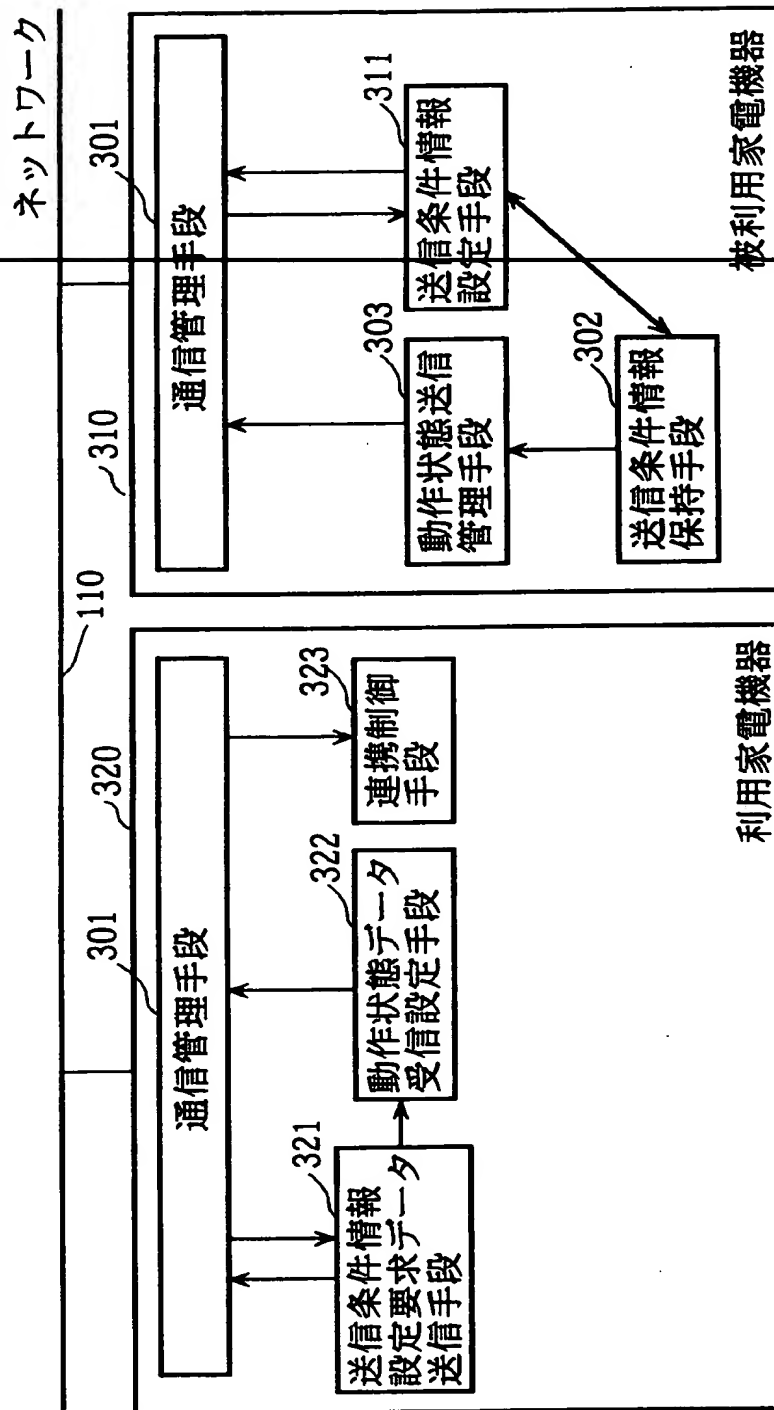 ネットワーク
110
320
301
通信管理手段
321
送信条件情報
設定要求データ
送信手段
322
動作状態データ
受信設定手段
323
連携制御
手段
利用家電機器
310
301
通信管理手段
303
動作状態送信
管理手段
311
送信条件情報
設定手段
302
送信条件情報
保持手段
被利用家電機器